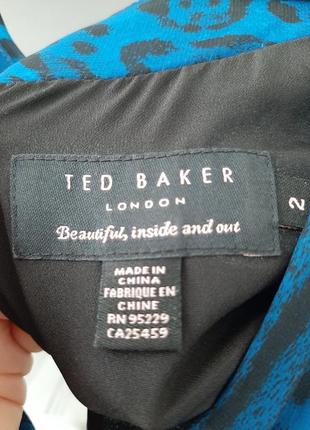 TED BAKER
LONDON
Beautiful, inside and out
2
MADE IN
CHINA
FABRIQUE EN
CHINE
RN 95229
CA25459